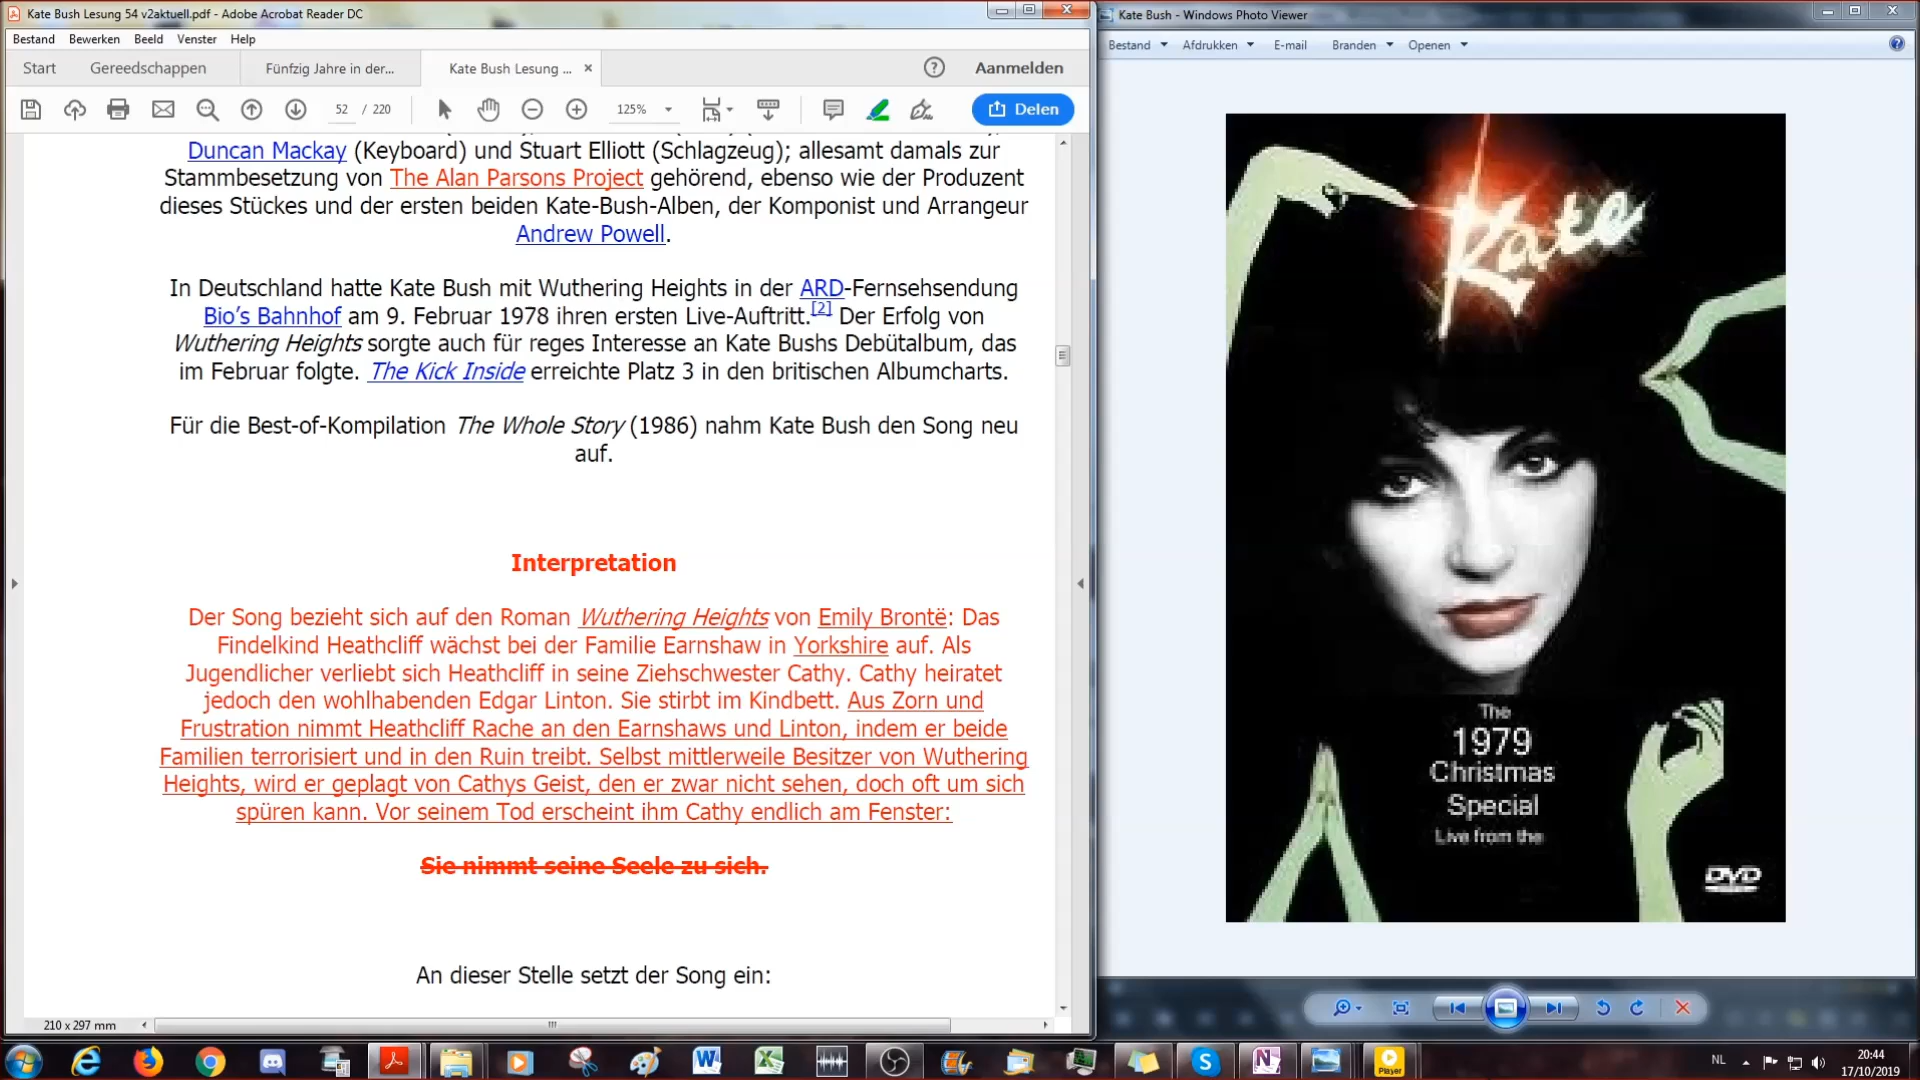 Kate Bush Lesung 54 v2aktuell.pdf - Adobe Acrobat Reader DC
Bestand Bewerken Beeld Venster Help
Start Gereedschappen Fünfzig Jahre in der... Kate Bush Lesung ... Aanmelden
52 / 220 125% Delen
Duncan Mackay (Keyboard) und Stuart Elliott (Schlagzeug); allesamt damals zur
Stammbesetzung von The Alan Parsons Project gehörend, ebenso wie der Produzent
dieses Stückes und der ersten beiden Kate-Bush-Alben, der Komponist und Arrangeur
Andrew Powell.
In Deutschland hatte Kate Bush mit Wuthering Heights in der ARD-Fernsehsendung
Bio’s Bahnhof am 9. Februar 1978 ihren ersten Live-Auftritt.[2] Der Erfolg von
Wuthering Heights sorgte auch für reges Interesse an Kate Bushs Debütalbum, das
im Februar folgte. The Kick Inside erreichte Platz 3 in den britischen Albumcharts.
Für die Best-of-Kompilation The Whole Story (1986) nahm Kate Bush den Song neu
auf.
Interpretation
Der Song bezieht sich auf den Roman Wuthering Heights von Emily Brontë: Das
Findelkind Heathcliff wächst bei der Familie Earnshaw in Yorkshire auf. Als
Jugendlicher verliebt sich Heathcliff in seine Ziehschwester Cathy. Cathy heiratet
jedoch den wohlhabenden Edgar Linton. Sie stirbt im Kindbett. Aus Zorn und
Frustration nimmt Heathcliff Rache an den Earnshaws und Linton, indem er beide
Familien terrorisiert und in den Ruin treibt. Selbst mittlerweile Besitzer von Wuthering
Heights, wird er geplagt von Cathys Geist, den er zwar nicht sehen, doch oft um sich
spüren kann. Vor seinem Tod erscheint ihm Cathy endlich am Fenster:
Sie nimmt seine Seele zu sich.
An dieser Stelle setzt der Song ein:
210 x 297 mm
Kate Bush - Windows Photo Viewer
Bestand Afdrukken E-mail Branden Openen
Kate
The
1979
Christmas
Special
Live from the
DVD
Player
NL
20:44
17/10/2019